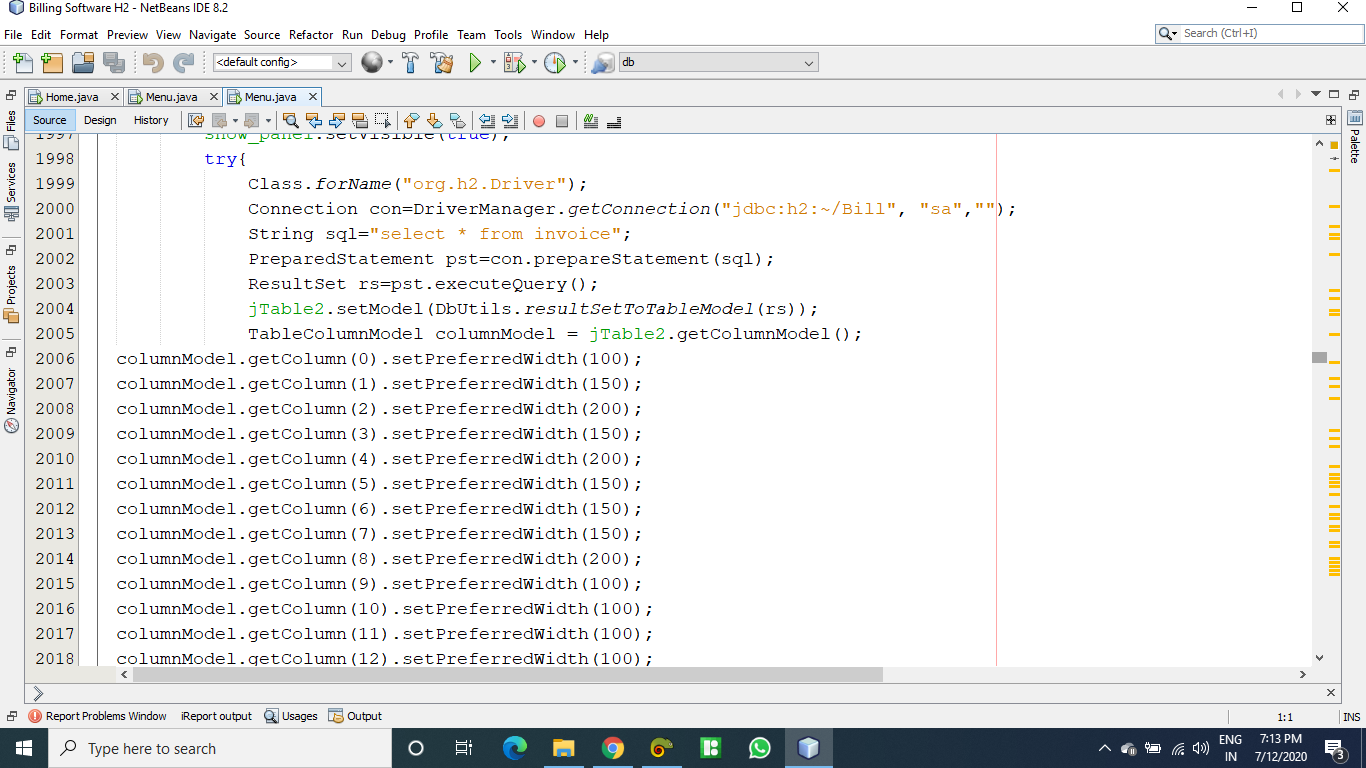 Billing Software H2 - NetBeans IDE 8.2
File Edit Format Preview View Navigate Source Refactor Run Debug Profile Team Tools Window Help
Search (Ctrl+I)
<default config>
db
Home.java
Menu.java
Menu.java
Source Design History
Files
Services
Projects
Navigator
Palette
1997 show_panel.setVisible(true);
1998 try{
1999 Class.forName("org.h2.Driver");
2000 Connection con=DriverManager.getConnection("jdbc:h2:~/Bill", "sa","");
2001 String sql="select * from invoice";
2002 PreparedStatement pst=con.prepareStatement(sql);
2003 ResultSet rs=pst.executeQuery();
2004 jTable2.setModel(DbUtils.resultSetToTableModel(rs));
2005 TableColumnModel columnModel = jTable2.getColumnModel();
2006 columnModel.getColumn(0).setPreferredWidth(100);
2007 columnModel.getColumn(1).setPreferredWidth(150);
2008 columnModel.getColumn(2).setPreferredWidth(200);
2009 columnModel.getColumn(3).setPreferredWidth(150);
2010 columnModel.getColumn(4).setPreferredWidth(200);
2011 columnModel.getColumn(5).setPreferredWidth(150);
2012 columnModel.getColumn(6).setPreferredWidth(150);
2013 columnModel.getColumn(7).setPreferredWidth(150);
2014 columnModel.getColumn(8).setPreferredWidth(200);
2015 columnModel.getColumn(9).setPreferredWidth(100);
2016 columnModel.getColumn(10).setPreferredWidth(100);
2017 columnModel.getColumn(11).setPreferredWidth(100);
2018 columnModel.getColumn(12).setPreferredWidth(100);
Report Problems Window iReport output Usages Output
1:1 INS
Type here to search
ENG
IN
7:13 PM
7/12/2020
3